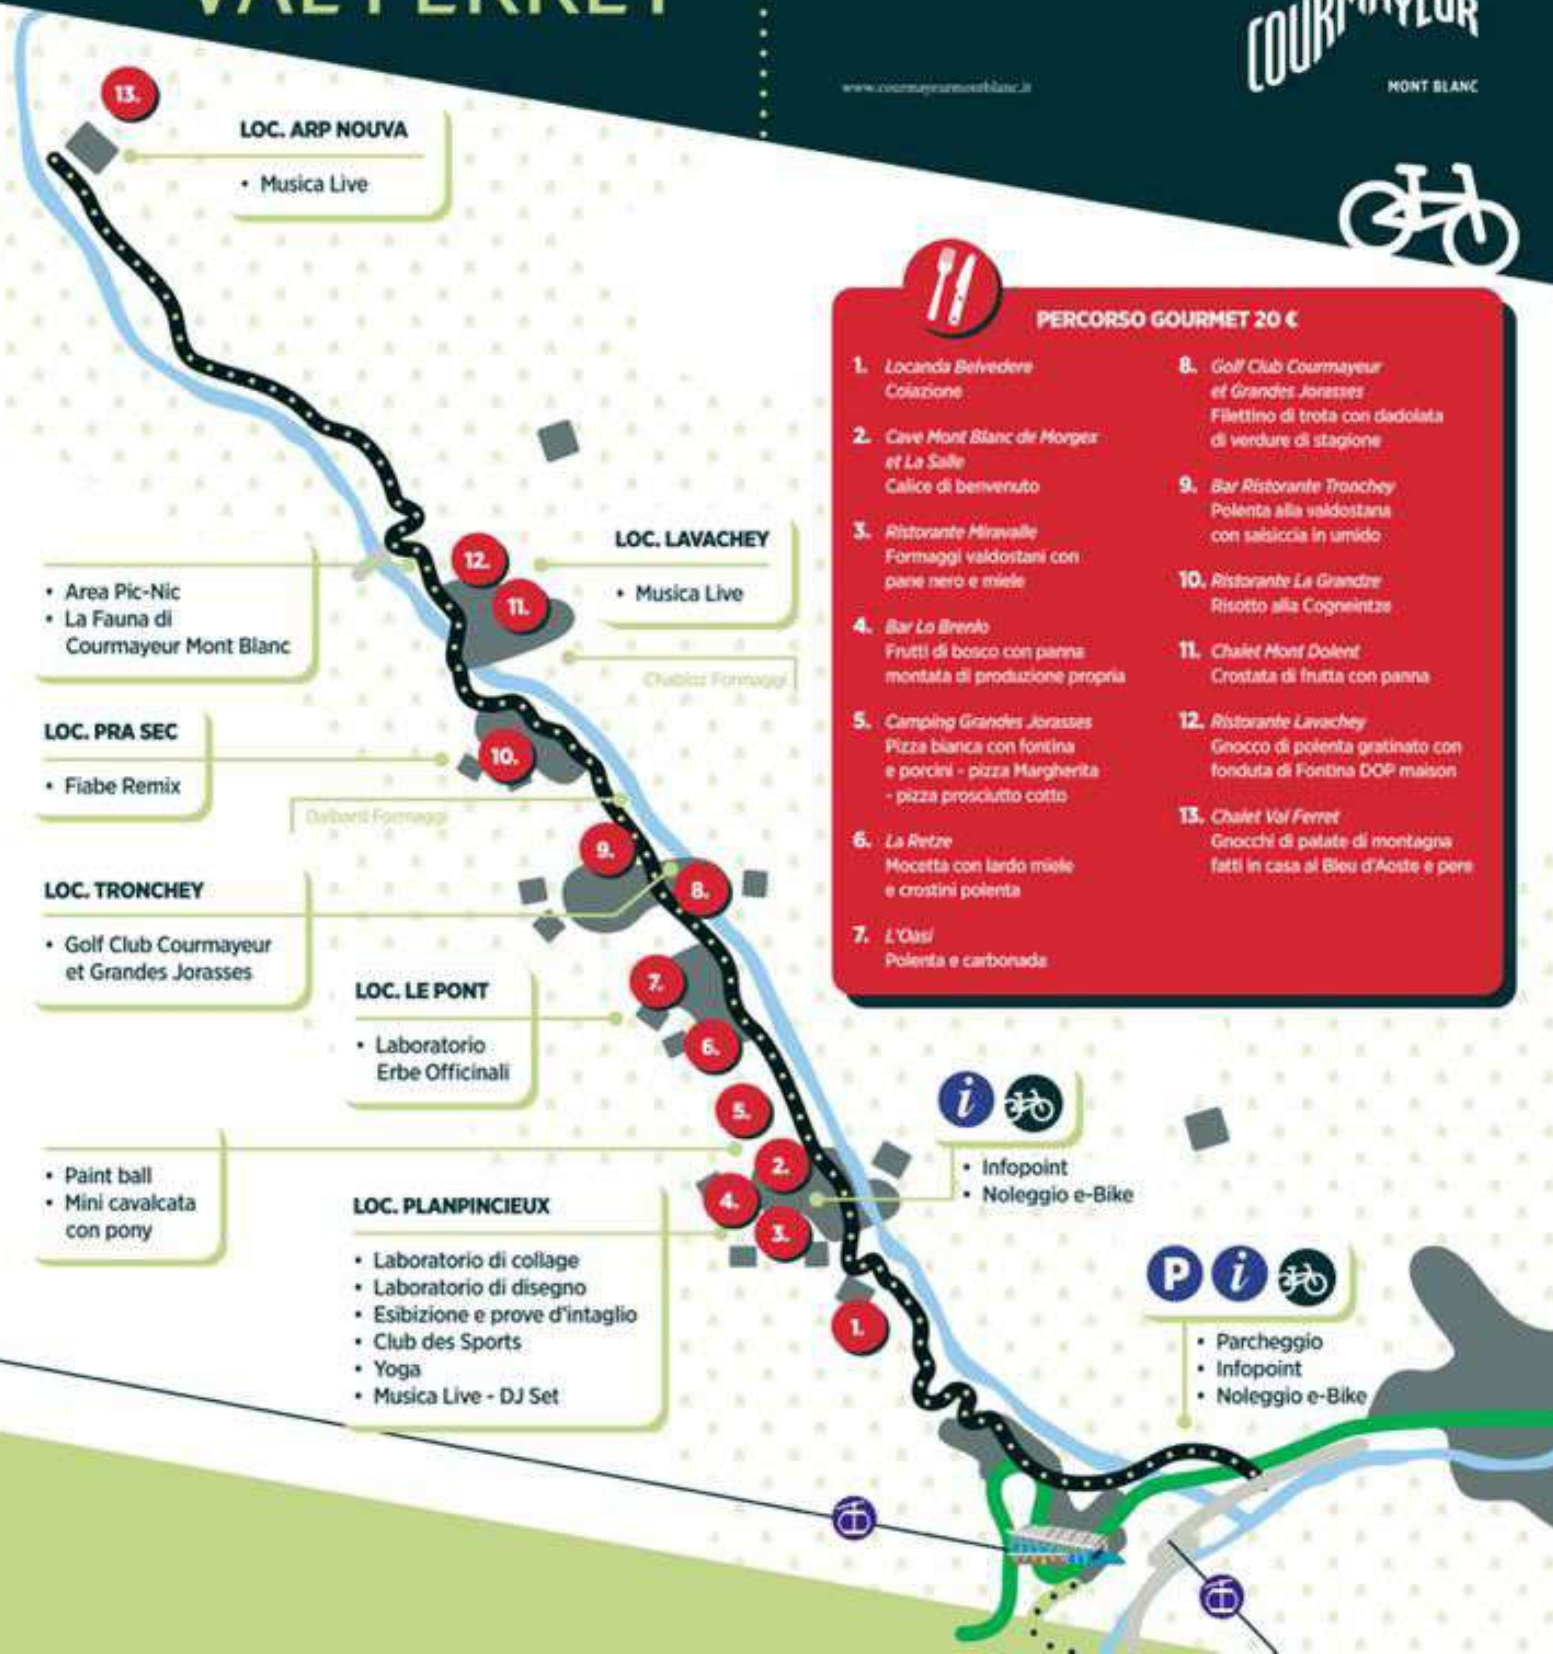 VAL FERRET
COURMAYEUR
MONT BLANC
www.courmayeurmontblanc.it
13.
LOC. ARP NOUVA
• Musica Live
PERCORSO GOURMET 20 €
1. Locanda Belvedere
Colazione
2. Cave Mont Blanc de Morgex
et La Salle
Calice di benvenuto
3. Ristorante Miravalle
Formaggi valdostani con
pane nero e miele
4. Bar Lo Brenlo
Frutti di bosco con panna
montata di produzione propria
5. Camping Grandes Jorasses
Pizza bianca con fontina
e porcini - pizza Margherita
- pizza prosciutto cotto
6. La Retze
Mocetta con lardo miele
e crostini polenta
7. L'Oasi
Polenta e carbonada
8. Golf Club Courmayeur
et Grandes Jorasses
Filettino di trota con dadolata
di verdure di stagione
9. Bar Ristorante Tronchey
Polenta alla valdostana
con salsiccia in umido
10. Ristorante La Grandze
Risotto alla Cogneintze
11. Chalet Mont Dolent
Crostata di frutta con panna
12. Ristorante Lavachey
Gnocco di polenta gratinato con
fonduta di Fontina DOP maison
13. Chalet Val Ferret
Gnocchi di patate di montagna
fatti in casa al Bleu d'Aoste e pere
12.
11.
LOC. LAVACHEY
• Musica Live
• Area Pic-Nic
• La Fauna di
Courmayeur Mont Blanc
Chabloz Formaggi
LOC. PRA SEC
• Fiabe Remix
10.
Dalbard Formaggi
9.
8.
LOC. TRONCHEY
• Golf Club Courmayeur
et Grandes Jorasses
7.
LOC. LE PONT
• Laboratorio
Erbe Officinali
6.
5.
• Paint ball
• Mini cavalcata
con pony
2.
4.
3.
i
• Infopoint
• Noleggio e-Bike
LOC. PLANPINCIEUX
• Laboratorio di collage
• Laboratorio di disegno
• Esibizione e prove d'intaglio
• Club des Sports
• Yoga
• Musica Live - DJ Set
1.
P i
• Parcheggio
• Infopoint
• Noleggio e-Bike